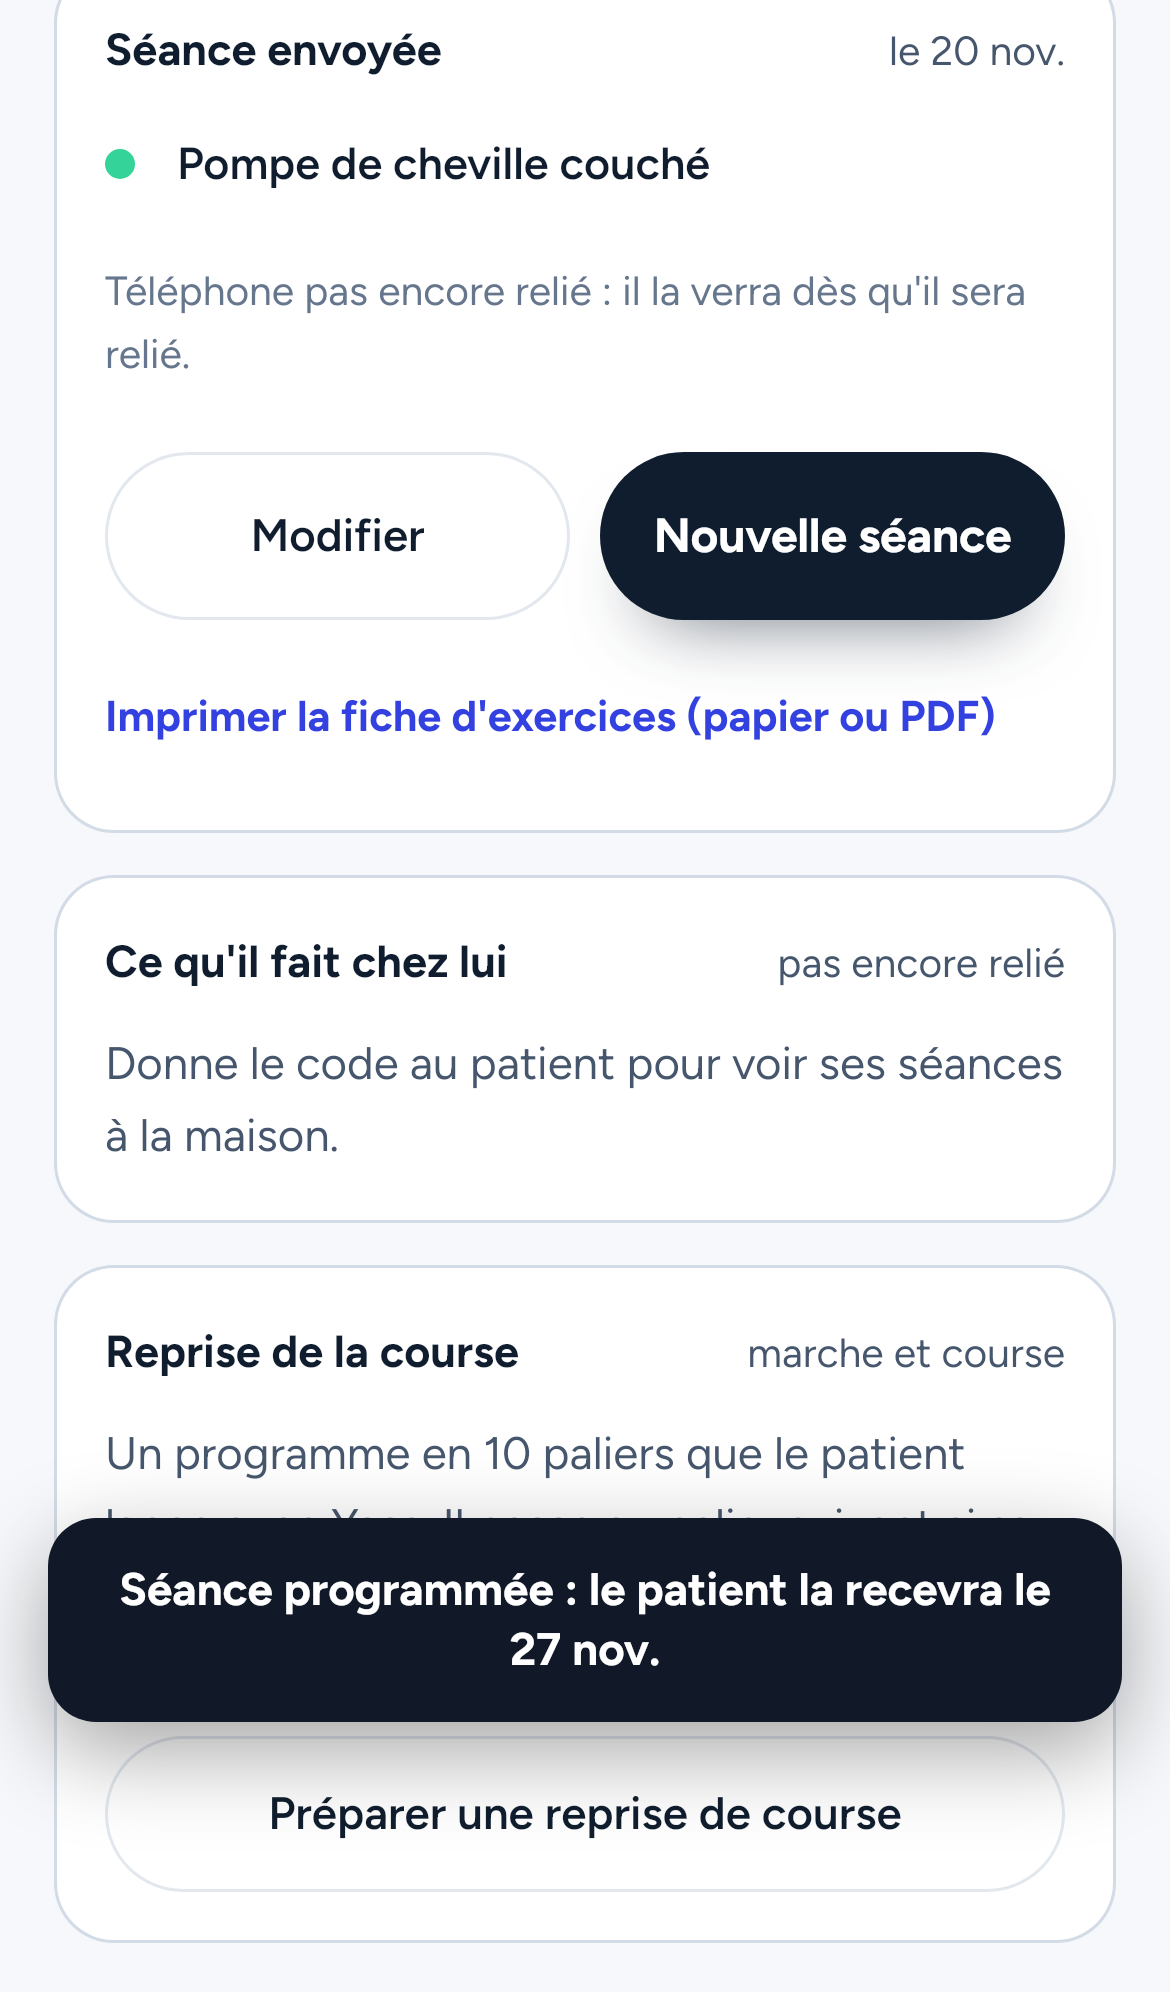 Séance envoyée
le 20 nov.
Pompe de cheville couché
Téléphone pas encore relié : il la verra dès qu'il sera
relié.
Modifier
Nouvelle séance
Imprimer la fiche d'exercices (papier ou PDF)
Ce qu'il fait chez lui
pas encore relié
Donne le code au patient pour voir ses séances
à la maison.
Reprise de la course
marche et course
Un programme en 10 paliers que le patient
Séance programmée : le patient la recevra le
27 nov.
Préparer une reprise de course